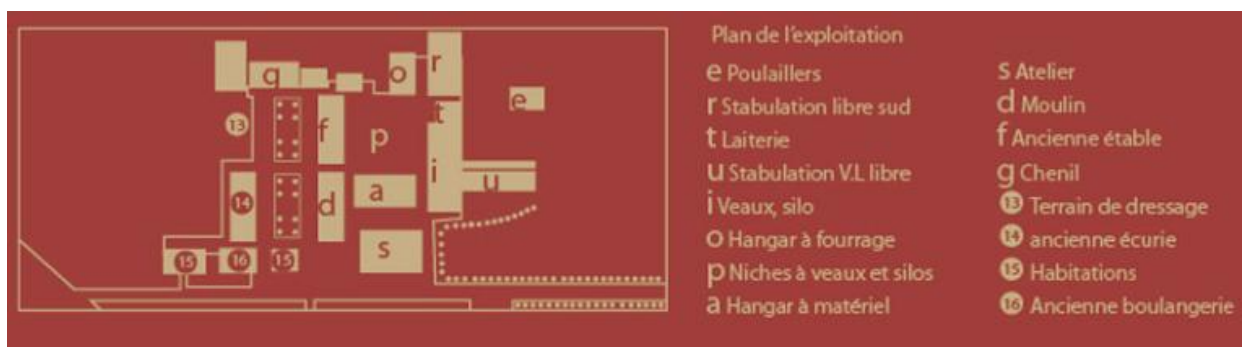 g
o
r
e
13
f
p
t
14
d
a
i
u
15
16
15
s
Plan de l'exploitation
e Poulaillers
r Stabulation libre sud
t Laiterie
u Stabulation V.L libre
i Veaux, silo
o Hangar à fourrage
p Niches à veaux et silos
a Hangar à matériel
s Atelier
d Moulin
f Ancienne étable
g Chenil
13 Terrain de dressage
14 ancienne écurie
15 Habitations
16 Ancienne boulangerie